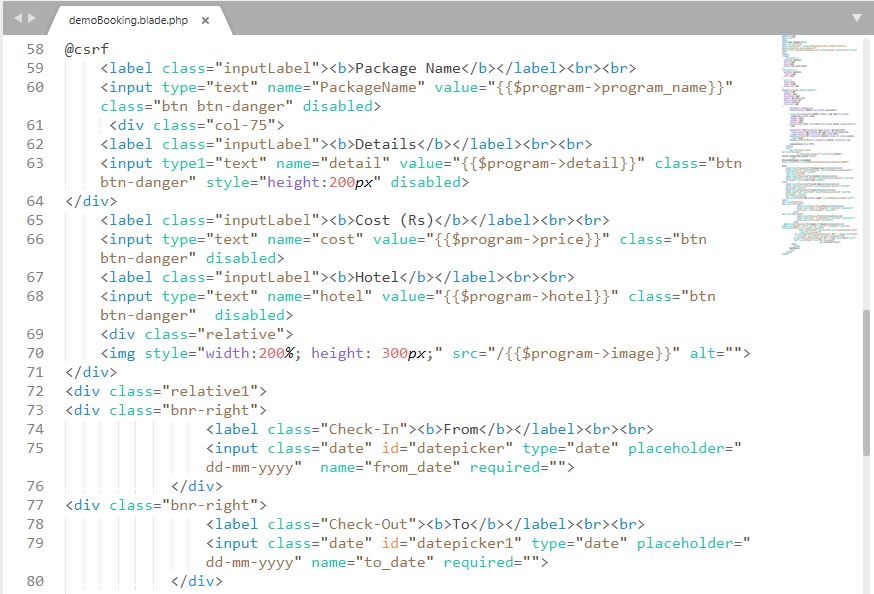 demoBooking.blade.php ×
58 @csrf
59 <label class="inputLabel"><b>Package Name</b></label><br><br>
60 <input type="text" name="PackageName" value="{{$program->program_name}}"
class="btn btn-danger" disabled>
61 <div class="col-75">
62 <label class="inputLabel"><b>Details</b></label><br><br>
63 <input type1="text" name="detail" value="{{$program->detail}}" class="btn
btn-danger" style="height:200px" disabled>
64 </div>
65 <label class="inputLabel"><b>Cost (Rs)</b></label><br><br>
66 <input type="text" name="cost" value="{{$program->price}}" class="btn
btn-danger" disabled>
67 <label class="inputLabel"><b>Hotel</b></label><br><br>
68 <input type="text" name="hotel" value="{{$program->hotel}}" class="btn
btn-danger"  disabled>
69 <div class="relative">
70 <img style="width:200%; height: 300px;" src="/{{$program->image}}" alt="">
71 </div>
72 <div class="relative1">
73 <div class="bnr-right">
74 <label class="Check-In"><b>From</b></label><br><br>
75 <input class="date" id="datepicker" type="date" placeholder="
dd-mm-yyyy"  name="from_date" required="">
76 </div>
77 <div class="bnr-right">
78 <label class="Check-Out"><b>To</b></label><br><br>
79 <input class="date" id="datepicker1" type="date" placeholder="
dd-mm-yyyy" name="to_date" required="">
80 </div>